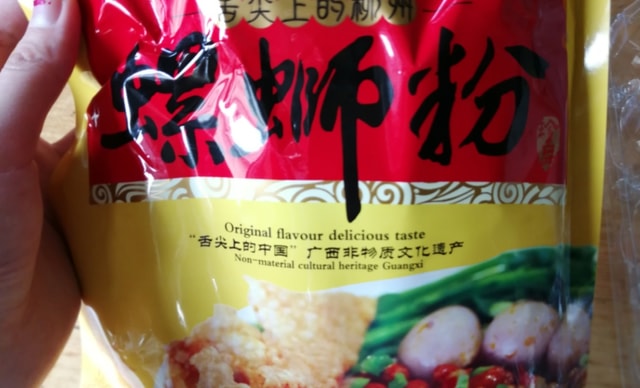 舌尖上的柳州
螺蛳粉
Original flavour delicious taste
“舌尖上的中国”广西非物质文化遗产
Non-material cultural heritage Guangxi